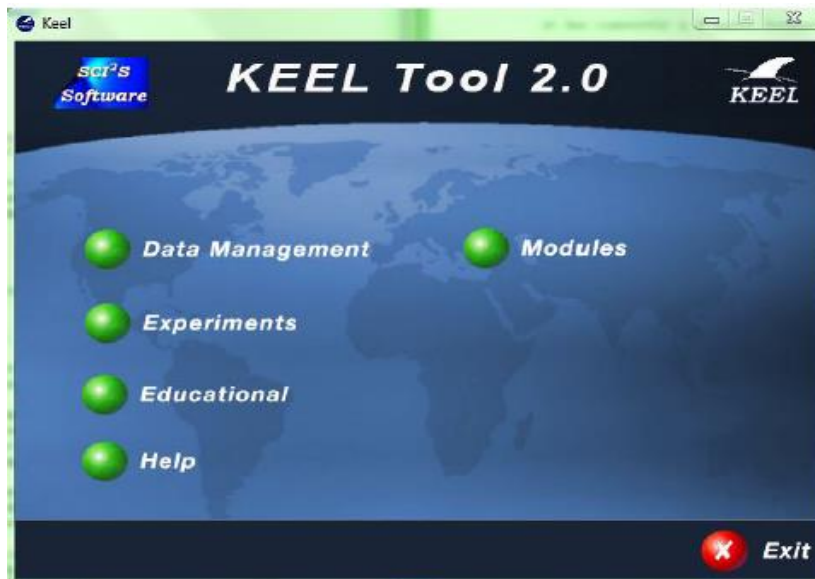 Keel
SCI²S
Software
KEEL Tool 2.0
KEEL
Data Management
Modules
Experiments
Educational
Help
Exit